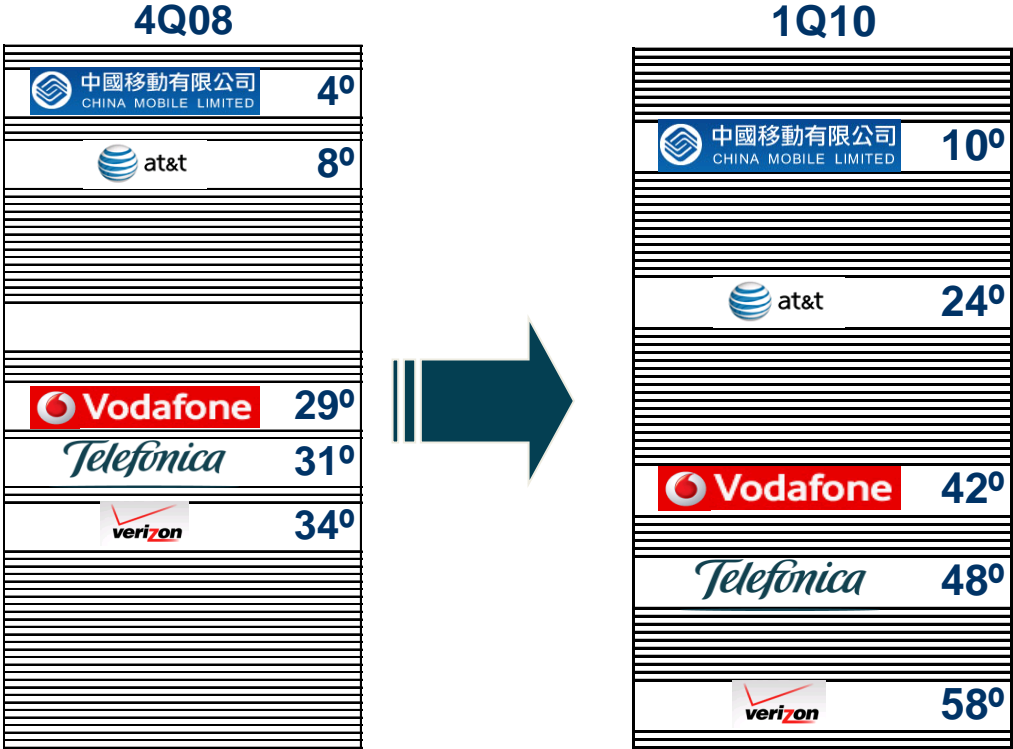 4Q08
中國移動有限公司
CHINA MOBILE LIMITED
4º
at&t
8º
Vodafone
29º
Telefónica
31º
verizon
34º
1Q10
中國移動有限公司
CHINA MOBILE LIMITED
10º
at&t
24º
Vodafone
42º
Telefónica
48º
verizon
58º